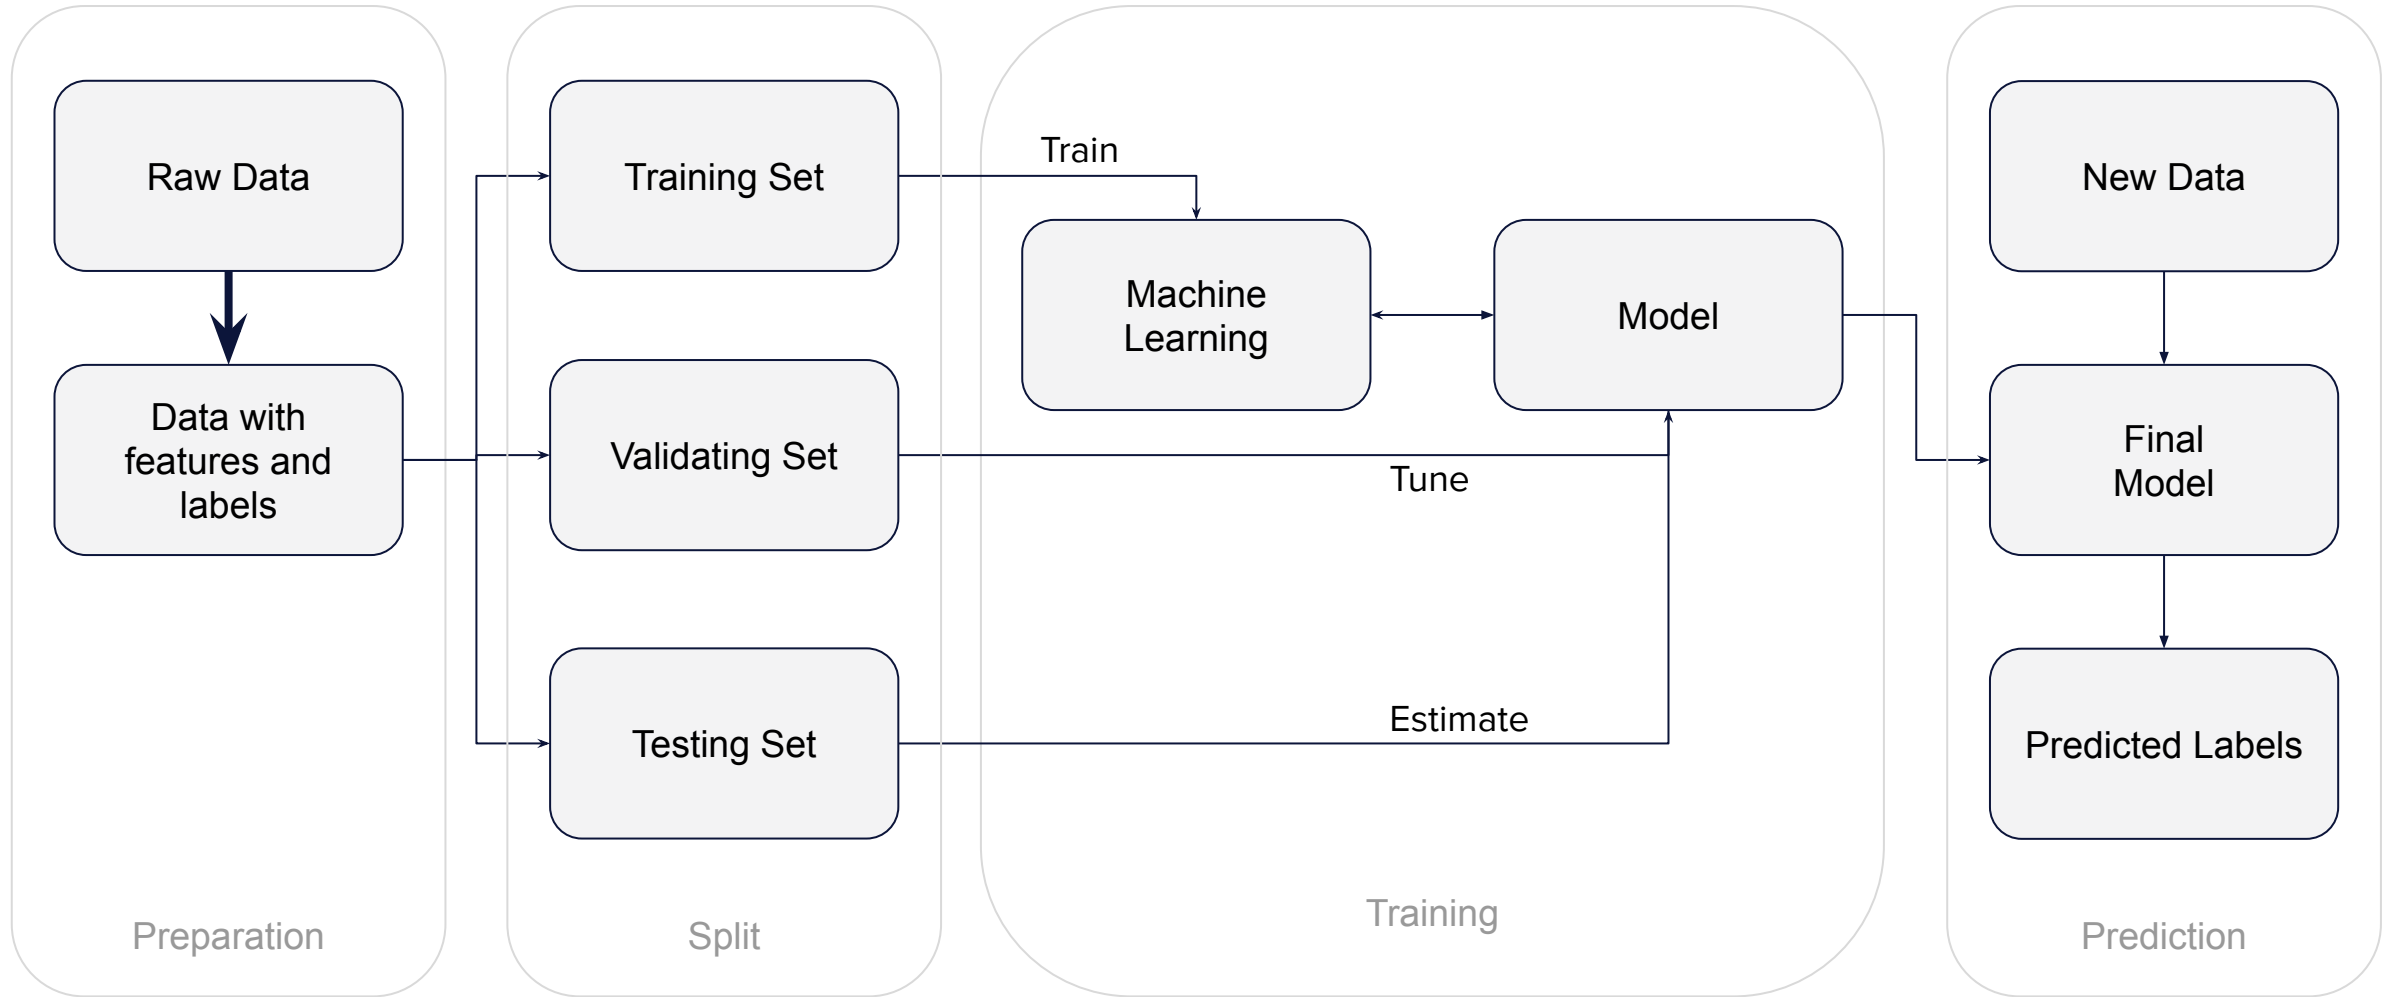 Raw Data
Data with
features and
labels
Preparation
Training Set
Validating Set
Testing Set
Split
Train
Machine
Learning
Model
Tune
Estimate
Training
New Data
Final
Model
Predicted Labels
Prediction